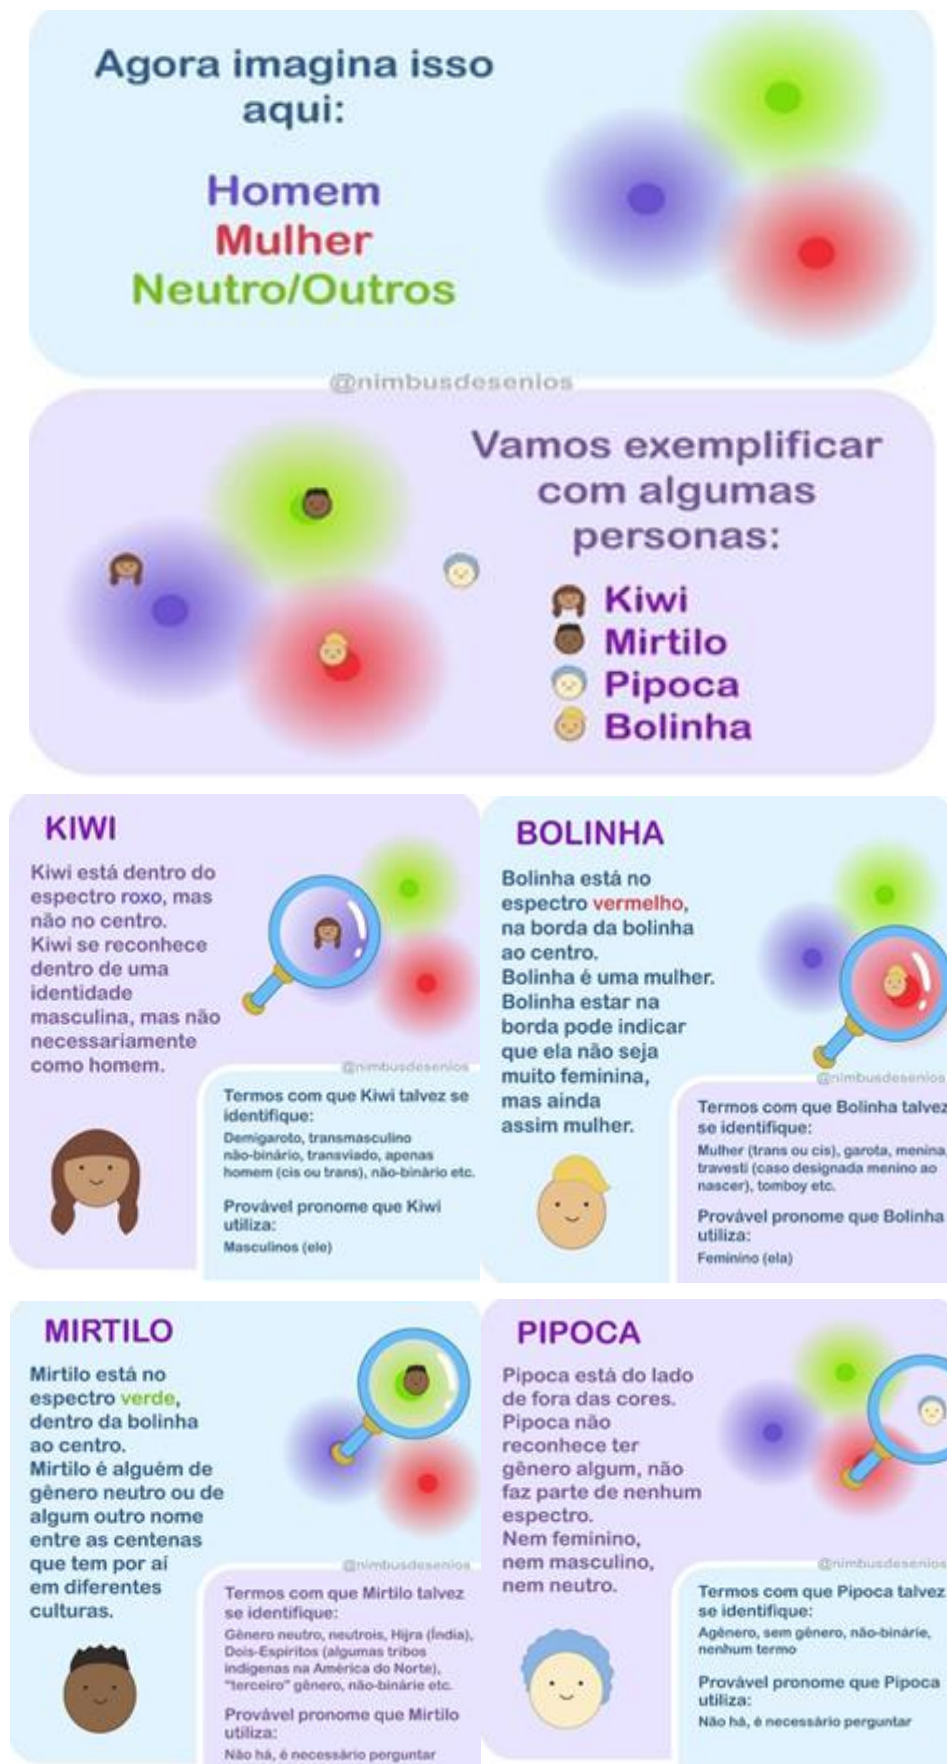 Agora imagina isso
aqui:
Homem
Mulher
Neutro/Outros
@nimbusdesenios
Vamos exemplificar
com algumas
personas:
Kiwi
Mirtilo
Pipoca
Bolinha
KIWI
Kiwi está dentro do
espectro roxo, mas
não no centro.
Kiwi se reconhece
dentro de uma
identidade
masculina, mas não
necessariamente
como homem.
@nimbusdesenios
Termos com que Kiwi talvez se
identifique:
Demigaroto, transmasculino
não-binário, transviado, apenas
homem (cis ou trans), não-binário etc.
Provável pronome que Kiwi
utiliza:
Masculinos (ele)
BOLINHA
Bolinha está no
espectro vermelho,
na borda da bolinha
ao centro.
Bolinha é uma mulher.
Bolinha estar na
borda pode indicar
que ela não seja
muito feminina,
mas ainda
assim mulher.
@nimbusdesenios
Termos com que Bolinha talvez
se identifique:
Mulher (trans ou cis), garota, menina,
travesti (caso designada menino ao
nascer), tomboy etc.
Provável pronome que Bolinha
utiliza:
Feminino (ela)
MIRTILO
Mirtilo está no
espectro verde,
dentro da bolinha
ao centro.
Mirtilo é alguém de
gênero neutro ou de
algum outro nome
entre as centenas
que tem por aí
em diferentes
culturas.
@nimbusdesenios
Termos com que Mirtilo talvez
se identifique:
Gênero neutro, neutrois, Hijra (Índia),
Dois-Espíritos (algumas tribos
indígenas na América do Norte),
"terceiro" gênero, não-binárie etc.
Provável pronome que Mirtilo
utiliza:
Não há, é necessário perguntar
PIPOCA
Pipoca está do lado
de fora das cores.
Pipoca não
reconhece ter
gênero algum, não
faz parte de nenhum
espectro.
Nem feminino,
nem masculino,
nem neutro.
@nimbusdesenios
Termos com que Pipoca talvez
se identifique:
Agênero, sem gênero, não-binárie,
nenhum termo
Provável pronome que Pipoca
utiliza:
Não há, é necessário perguntar